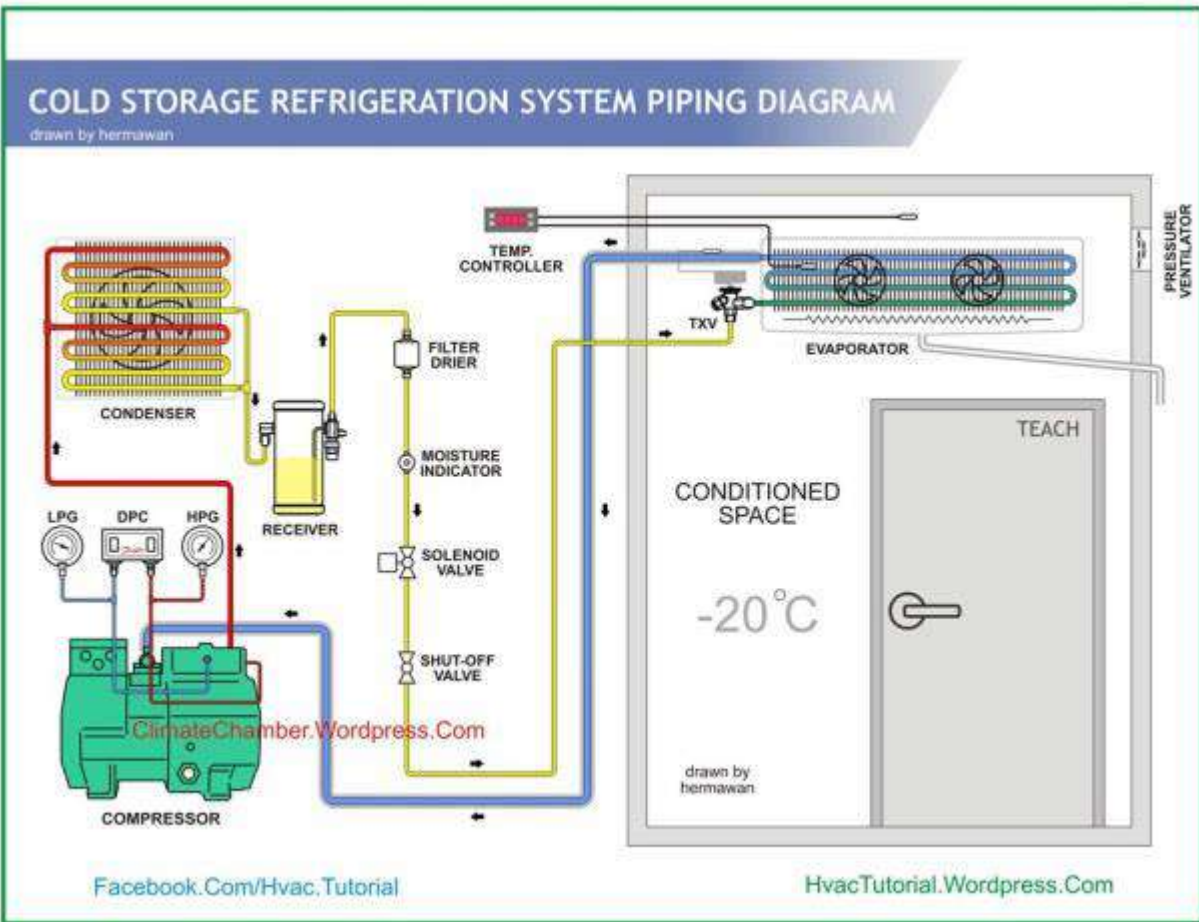 COLD STORAGE REFRIGERATION SYSTEM PIPING DIAGRAM
drawn by hermawan
TEMP.
CONTROLLER
PRESSURE
VENTILATOR
TXV
EVAPORATOR
FILTER
DRIER
CONDENSER
MOISTURE
INDICATOR
RECEIVER
LPG
DPC
HPG
SOLENOID
VALVE
SHUT-OFF
VALVE
TEACH
CONDITIONED
SPACE
-20°C
ClimateChamber.Wordpress.Com
COMPRESSOR
drawn by
hermawan
Facebook.Com/Hvac.Tutorial
HvacTutorial.Wordpress.Com